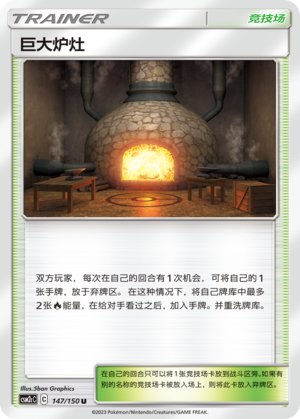 TRAINER 竞技场
巨大炉灶
双方玩家,每次在自己的回合有1次机会,可将自己的1
张手牌,放于弃牌区。在这种情况下,将自己牌库中最多
2张能量,在给对手看过之后,加入手牌。并重洗牌库。
在自己的回合只可以将1张竞技场卡放到战斗区旁。如果有
别的名称的竞技场卡被放入场上,则将此卡放入弃牌区。
Illus.5ban Graphics
CSM2c C C 147/150 U
©2023 Pokémon/Nintendo/Creatures/GAME FREAK.